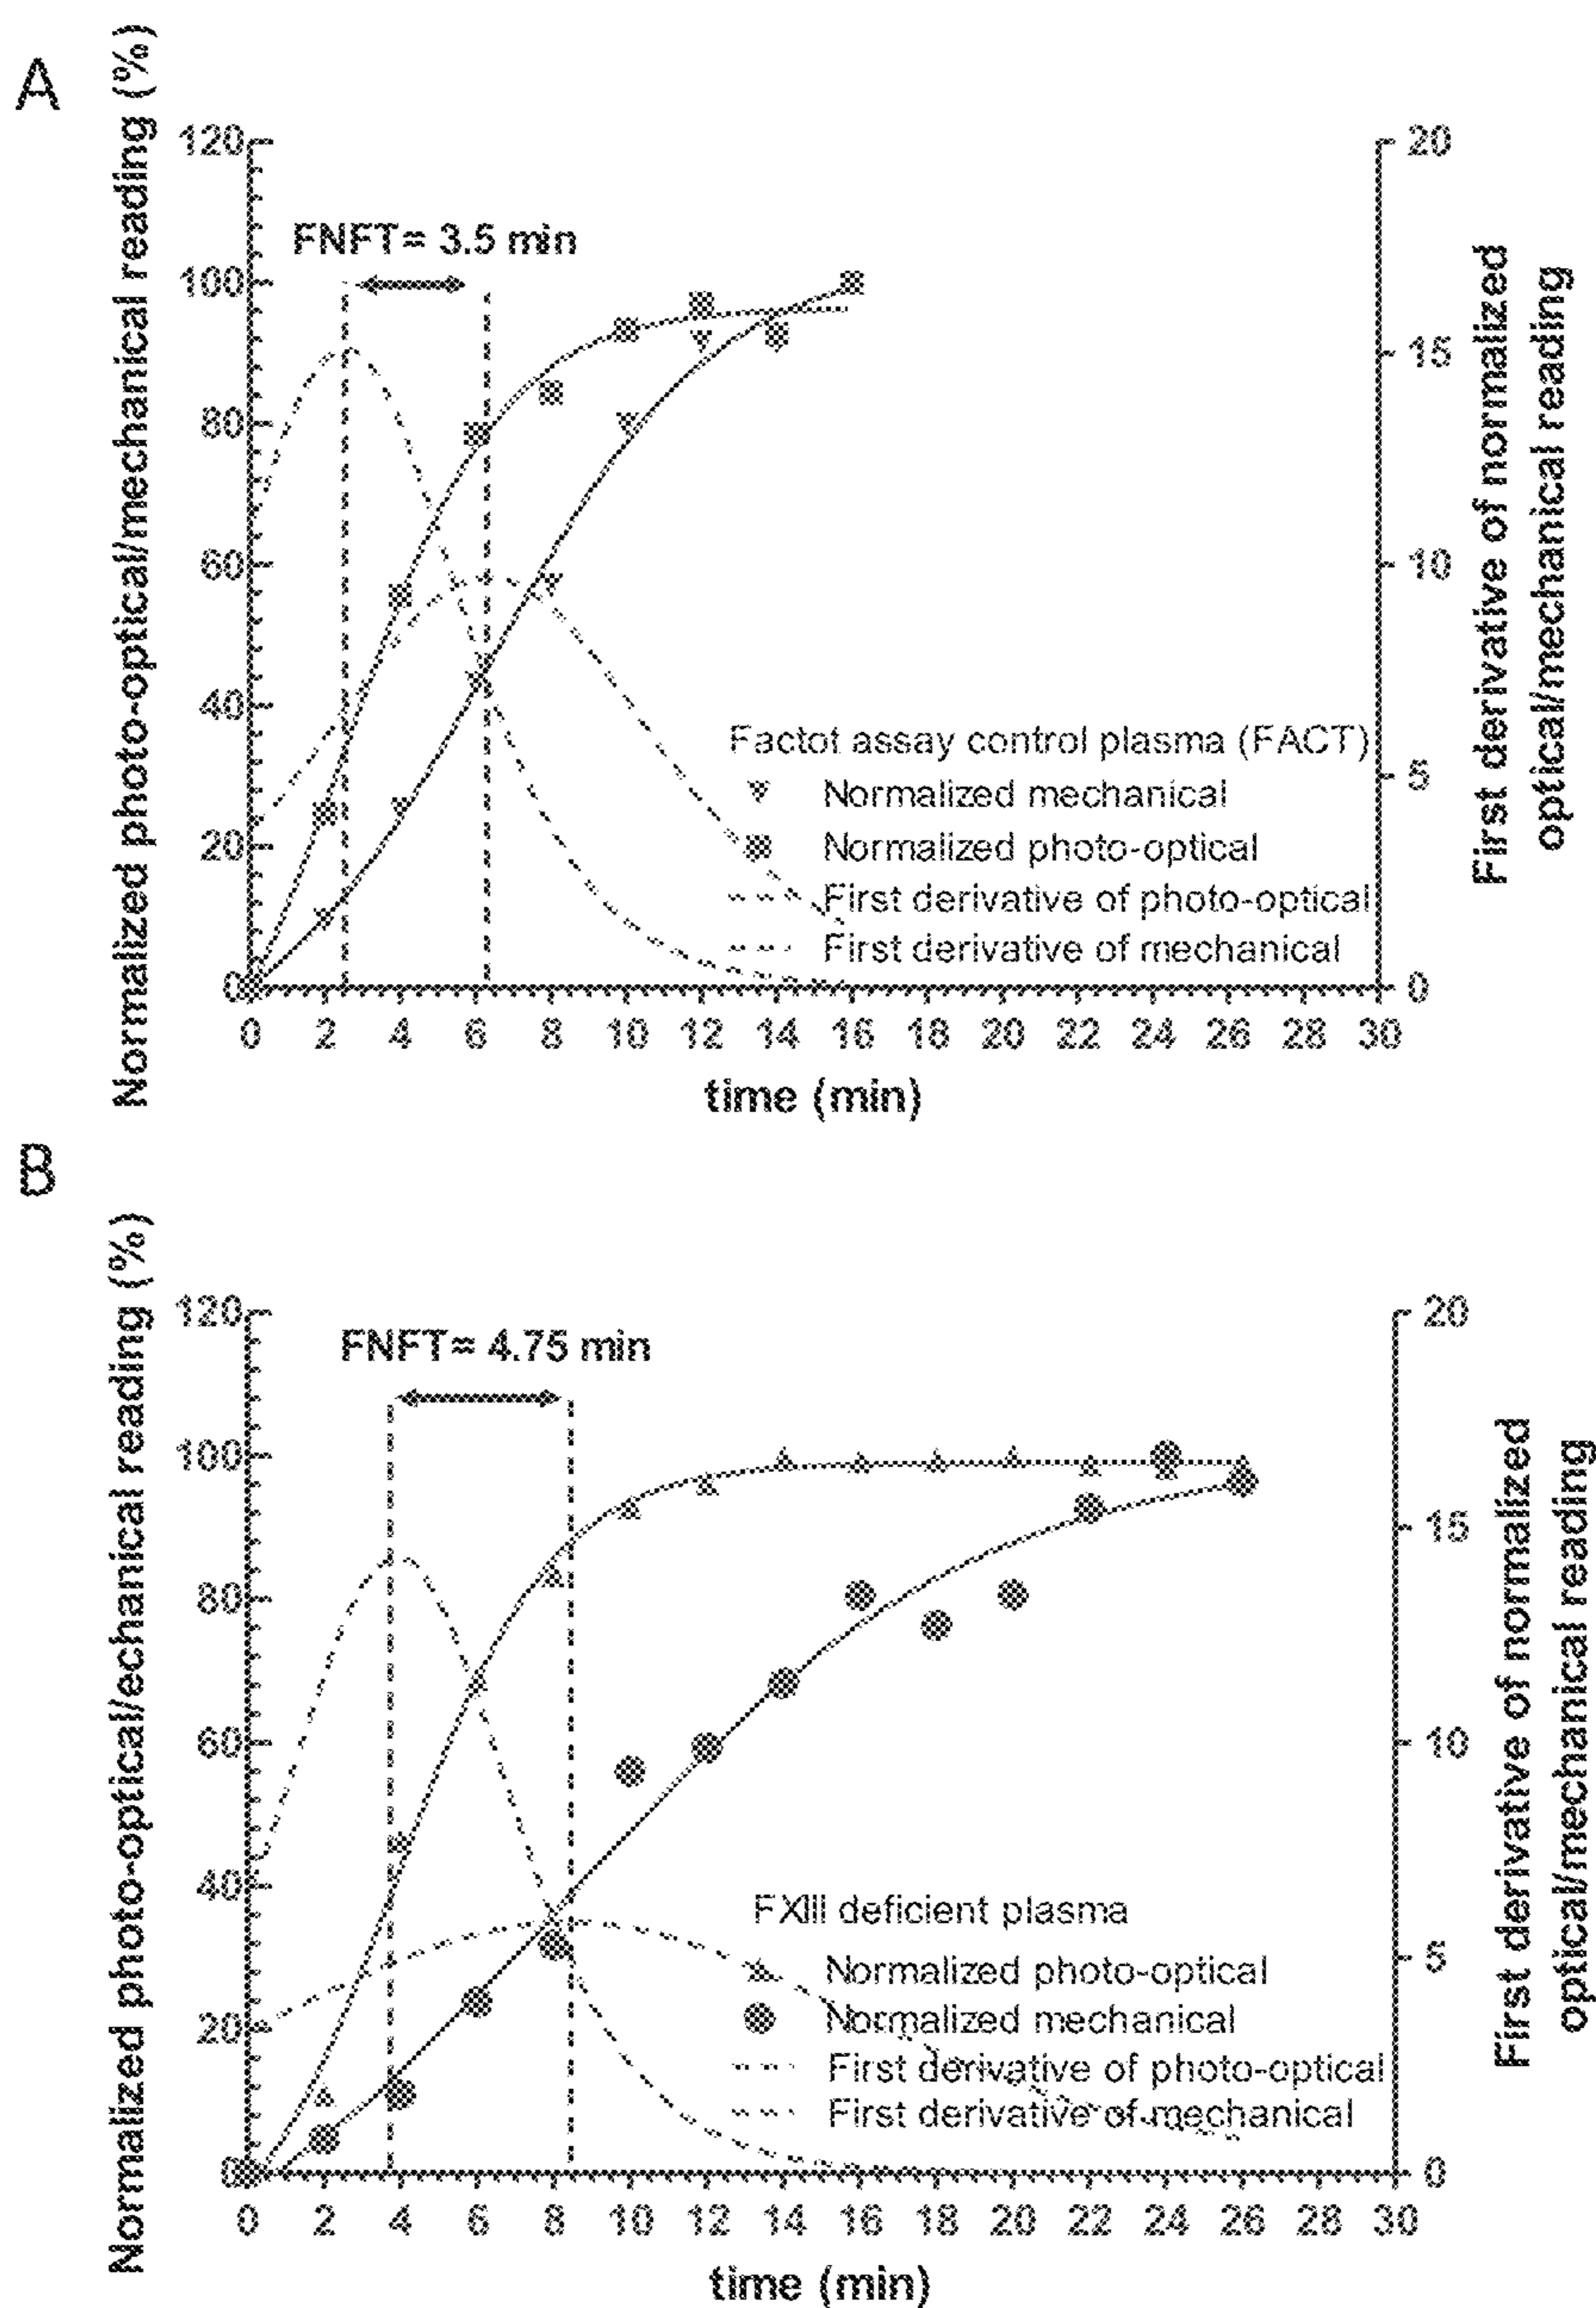 A
Normalized photo-optical/mechanical reading (%)
120
100
80
60
40
20
0
FNFT= 3.5 min
20
15
10
5
0
First derivative of normalized
optical/mechanical reading
Factot assay control plasma (FACT)
Normalized mechanical
Normalized photo-optical
First derivative of photo-optical
First derivative of mechanical
0 2 4 6 8 10 12 14 16 18 20 22 24 26 28 30
time (min)
B
Normalized photo-optical/echanical reading (%)
120
100
80
60
40
20
0
FNFT= 4.75 min
20
15
10
5
0
First derivative of normalized
optical/mechanical reading
FXIII deficient plasma
Normalized photo-optical
Normalized mechanical
First derivative of photo-optical
First derivative of mechanical
0 2 4 6 8 10 12 14 16 18 20 22 24 26 28 30
time (min)